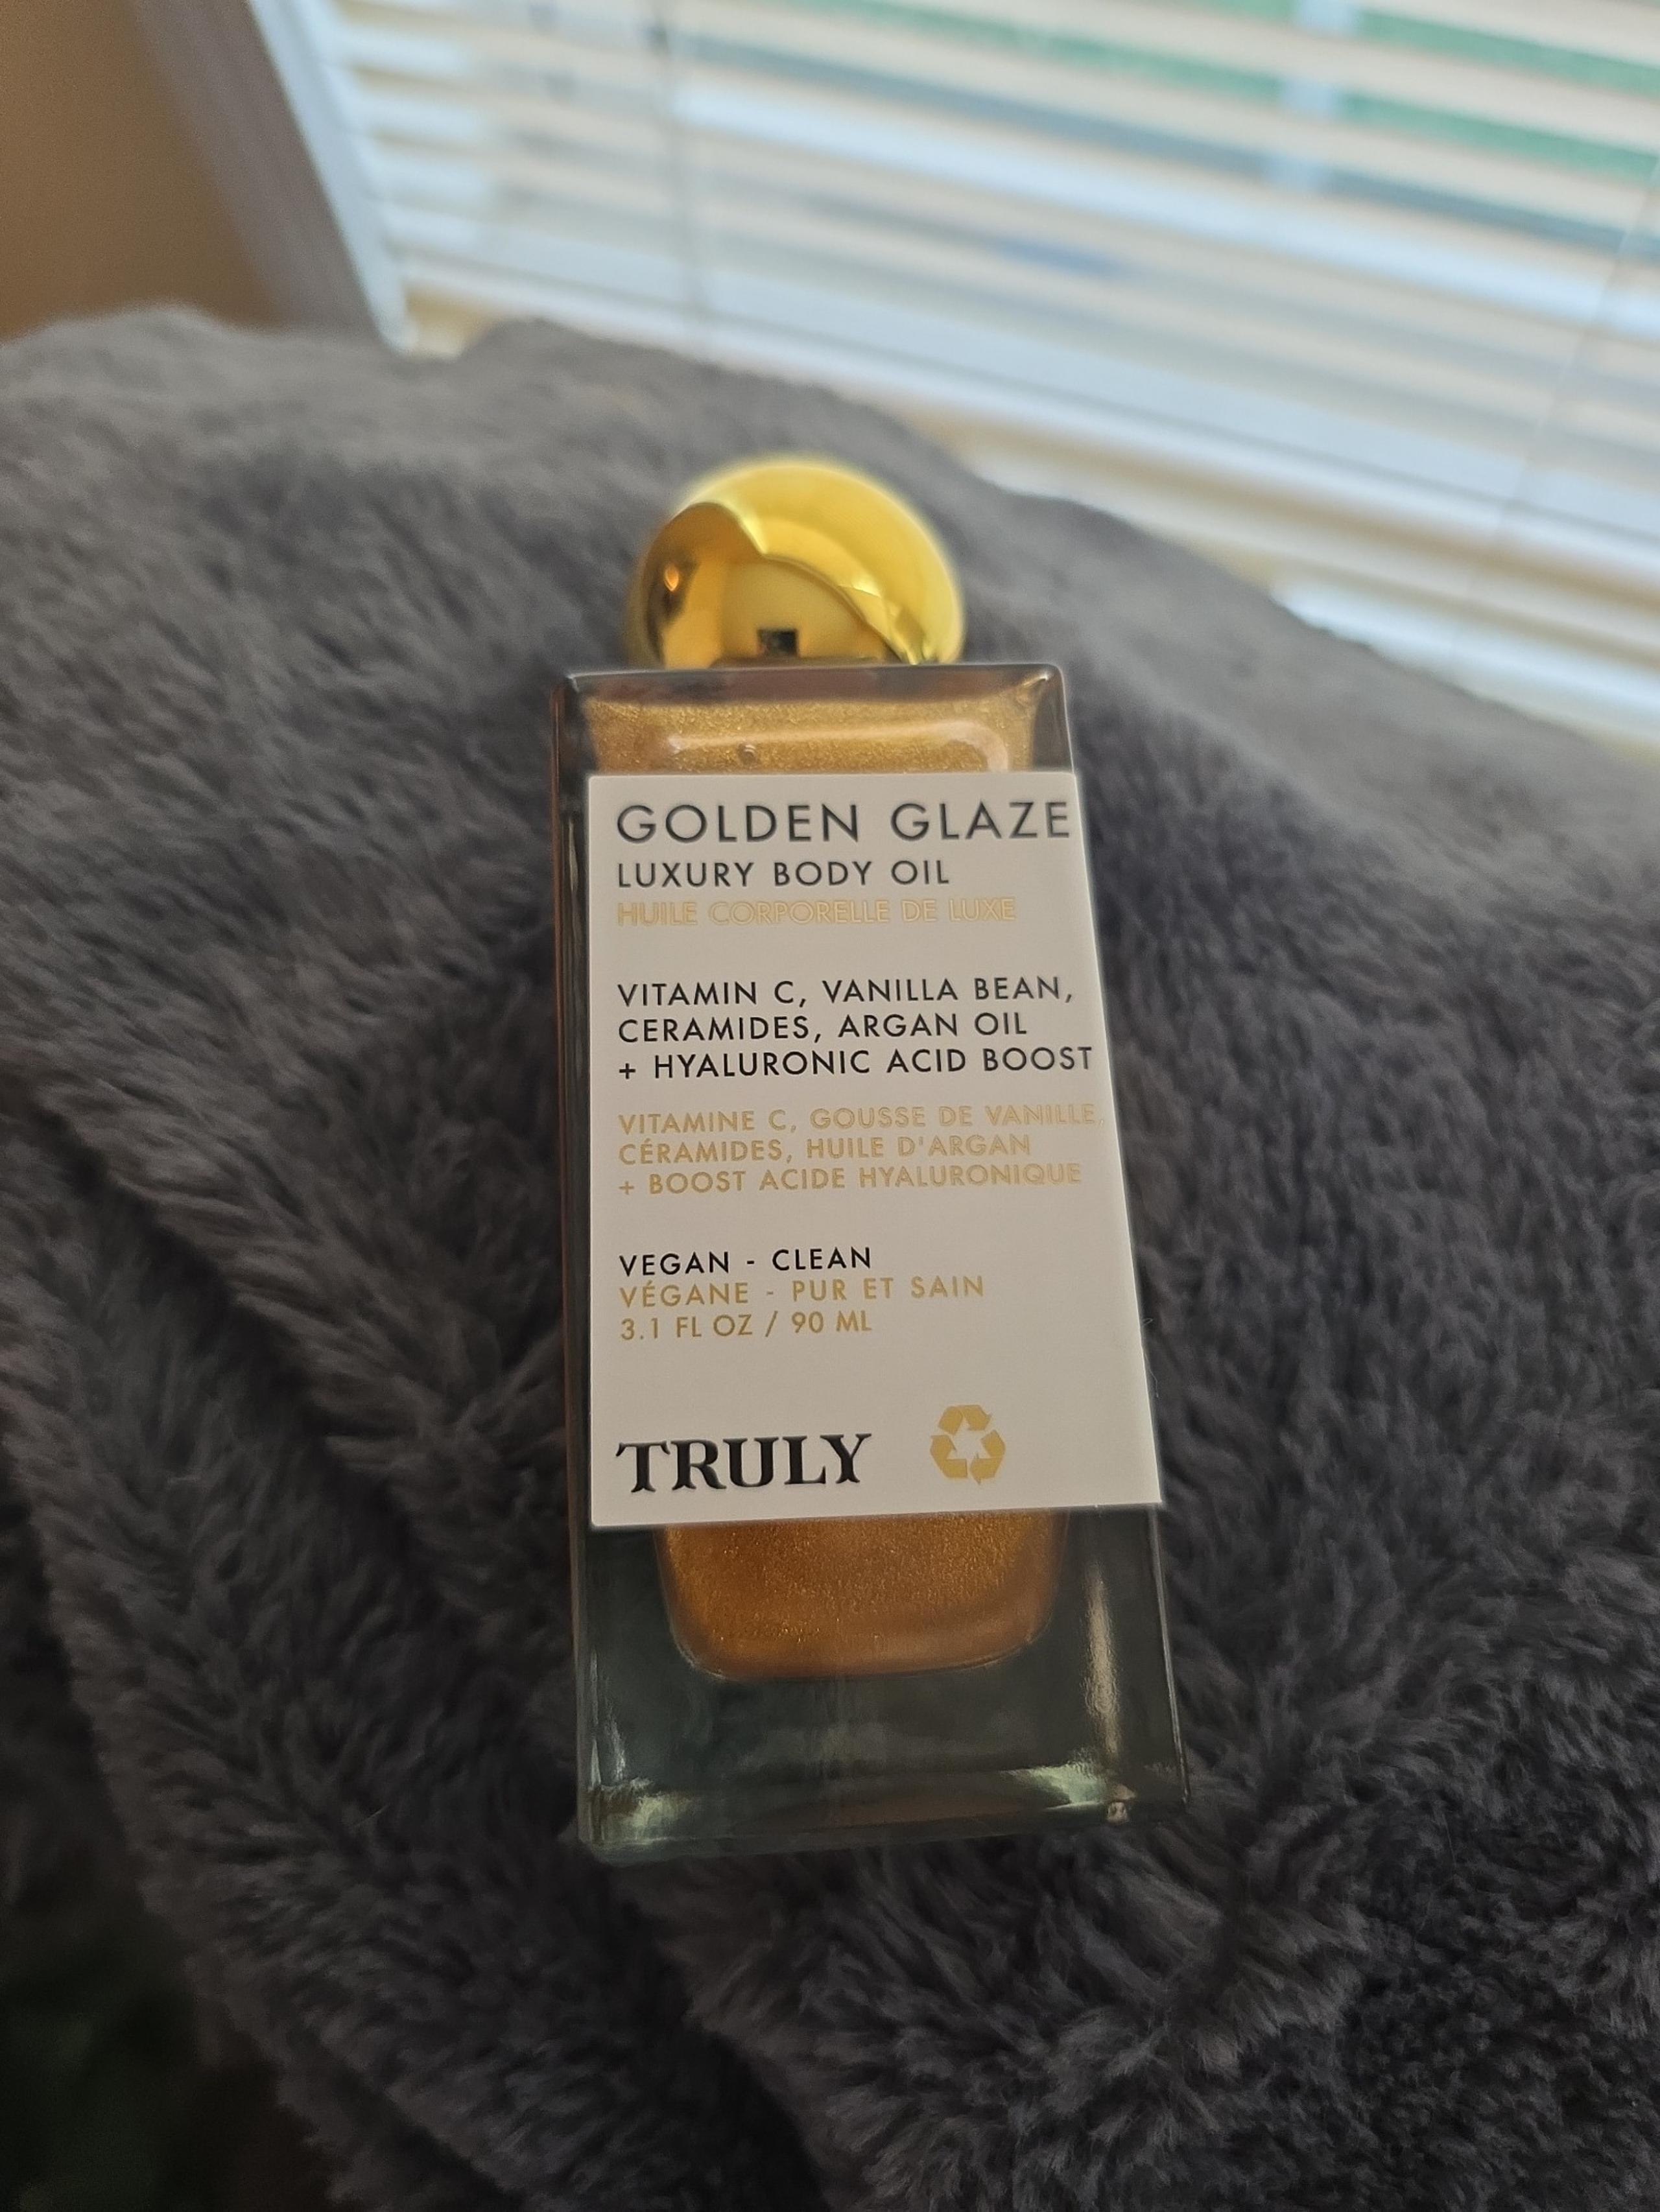 GOLDEN GLAZE
LUXURY BODY OIL
HUILE CORPORELLE DE LUXE
VITAMIN C, VANILLA BEAN,
CERAMIDES, ARGAN OIL
+ HYALURONIC ACID BOOST
VITAMINE C, GOUSSE DE VANILLE,
CÉRAMIDES, HUILE D'ARGAN
+ BOOST ACIDE HYALURONIQUE
VEGAN - CLEAN
VÉGANE - PUR ET SAIN
3.1 FL OZ / 90 ML
TRULY